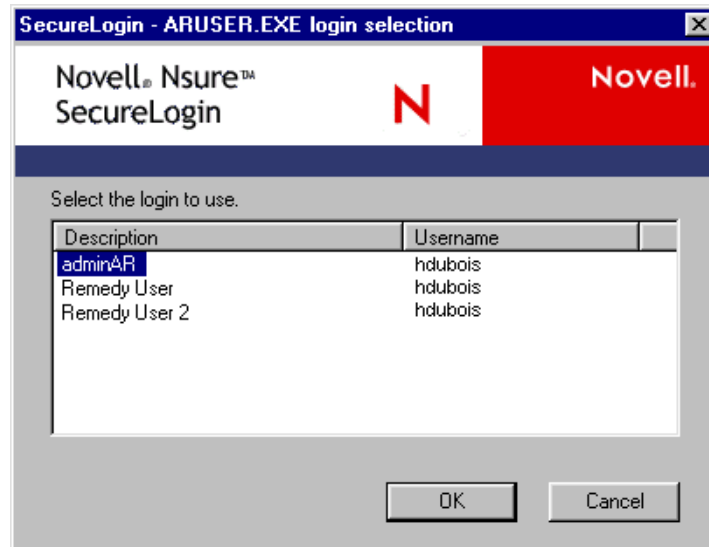 SecureLogin - ARUSER.EXE login selection
Novell® Nsure™
SecureLogin
N
Novell®
Select the login to use.
Description Username
adminAR hdubois
Remedy User hdubois
Remedy User 2 hdubois
OK Cancel